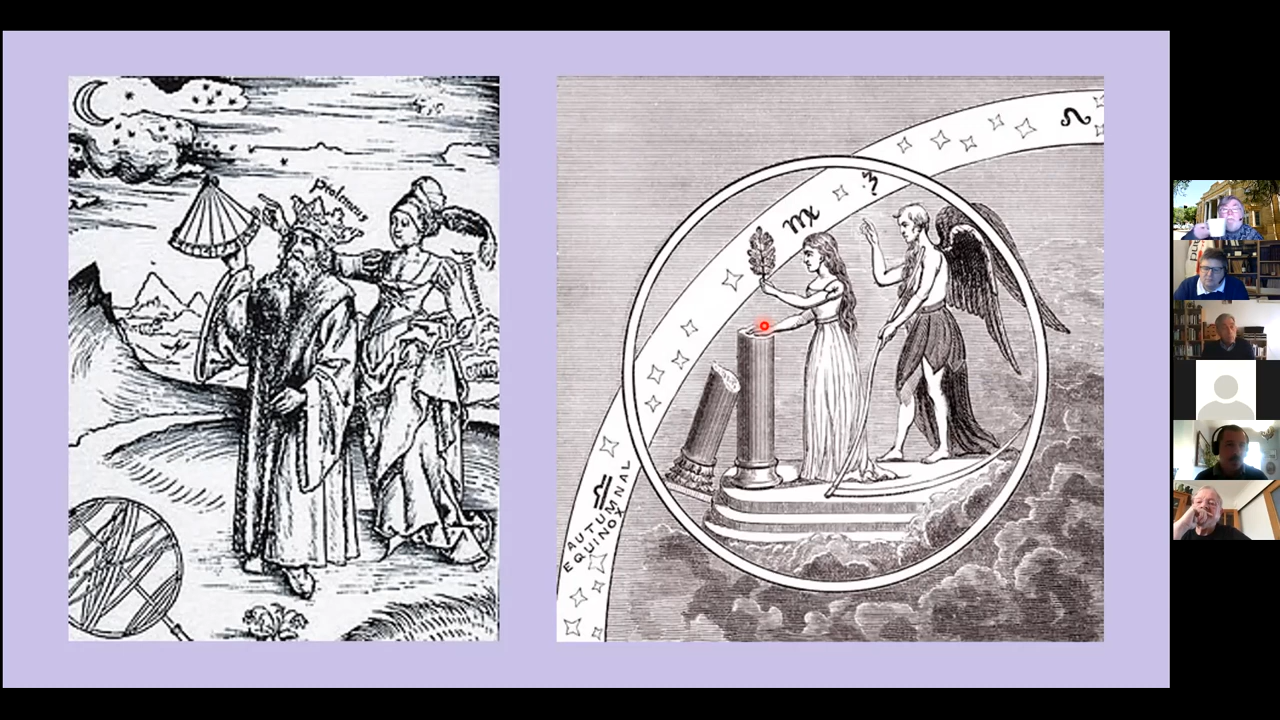 Ptolemeus
♌
♍
♎
AUTUMNAL
EQUINOX